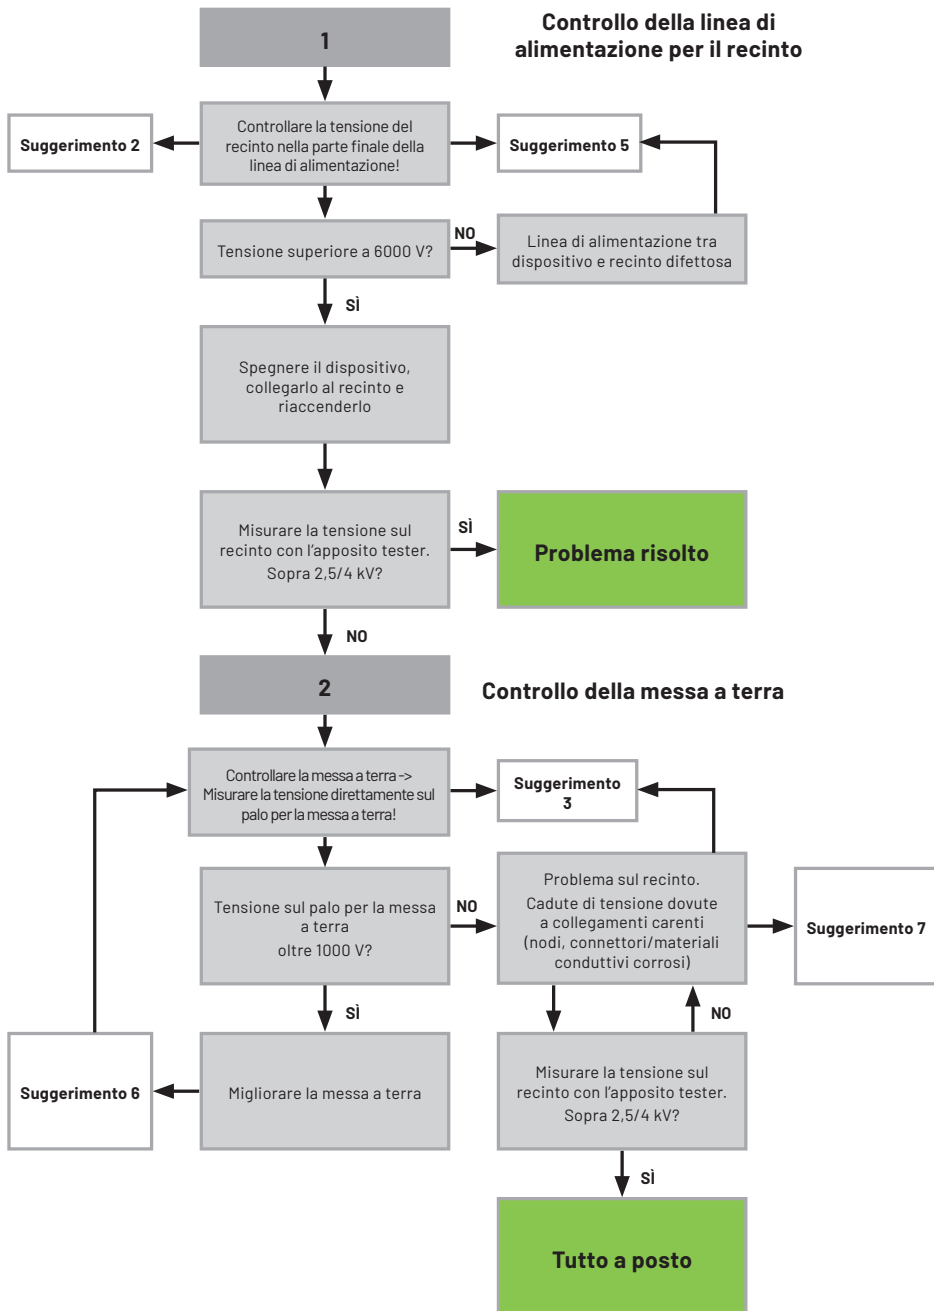 Controllo della linea di
alimentazione per il recinto
1
Suggerimento 2
Controllare la tensione del
recinto nella parte finale della
linea di alimentazione!
Suggerimento 5
Tensione superiore a 6000 V?
NO
Linea di alimentazione tra
dispositivo e recinto difettosa
SÌ
Spegnere il dispositivo,
collegarlo al recinto e
riaccenderlo
Misurare la tensione sul
recinto con l'apposito tester.
Sopra 2,5/4 kV?
SÌ
Problema risolto
NO
2
Controllo della messa a terra
Controllare la messa a terra ->
Misurare la tensione direttamente sul
palo per la messa a terra!
Suggerimento
3
Tensione sul palo per la messa
a terra
oltre 1000 V?
NO
Problema sul recinto.
Cadute di tensione dovute
a collegamenti carenti
(nodi, connettori/materiali
conduttivi corrosi)
Suggerimento 7
SÌ
NO
Suggerimento 6
Migliorare la messa a terra
Misurare la tensione sul
recinto con l'apposito tester.
Sopra 2,5/4 kV?
SÌ
Tutto a posto